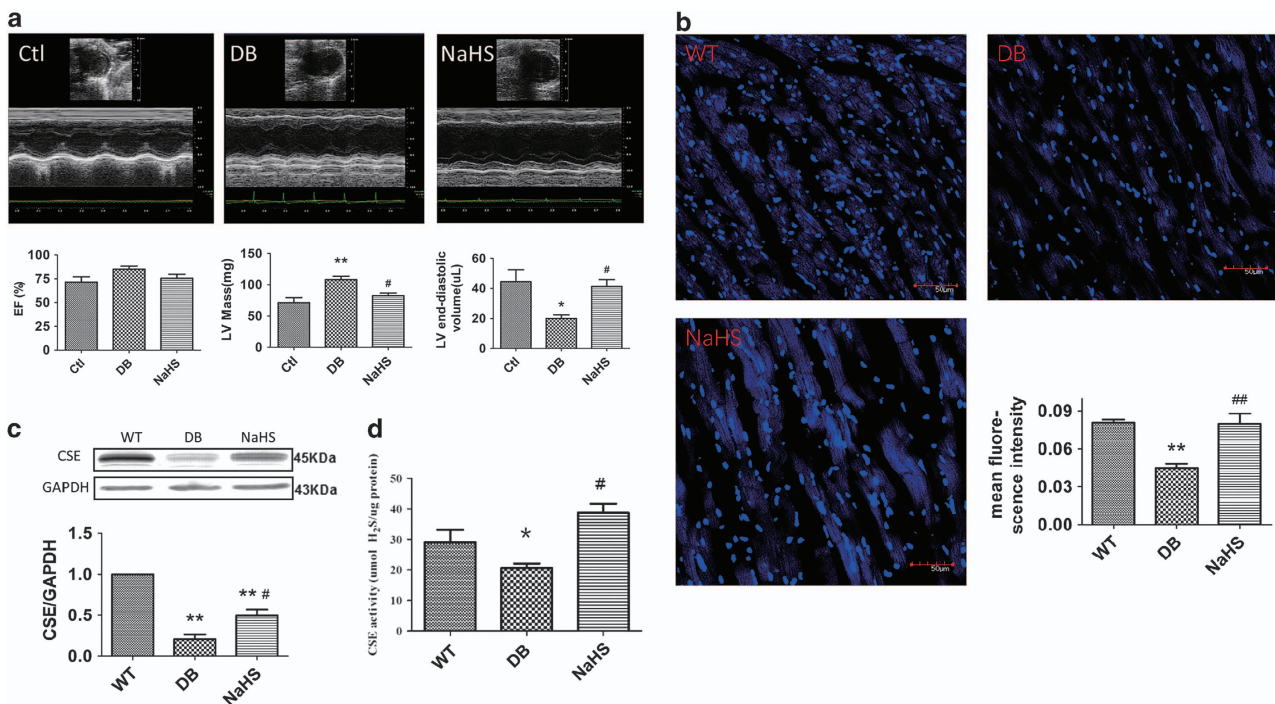 a
Ctl
DB
NaHS
EF (%)
100
75
50
25
0
Ctl
DB
NaHS
LV Mass(mg)
150
100
50
0
**
#
Ctl
DB
NaHS
LV end-diastolic
volume(uL)
60
40
20
0
*
#
Ctl
DB
NaHS
b
WT
50μm
DB
50μm
NaHS
50μm
mean fluore-
scence intensity
0.09
0.06
0.03
0.00
**
##
WT
DB
NaHS
c
WT DB NaHS
CSE 45KDa
GAPDH 43KDa
CSE/GAPDH
1.5
1.0
0.5
0.0
**
** #
WT
DB
NaHS
d
CSE activity (umol H₂S/ug protein)
50
40
30
20
10
0
*
#
WT
DB
NaHS